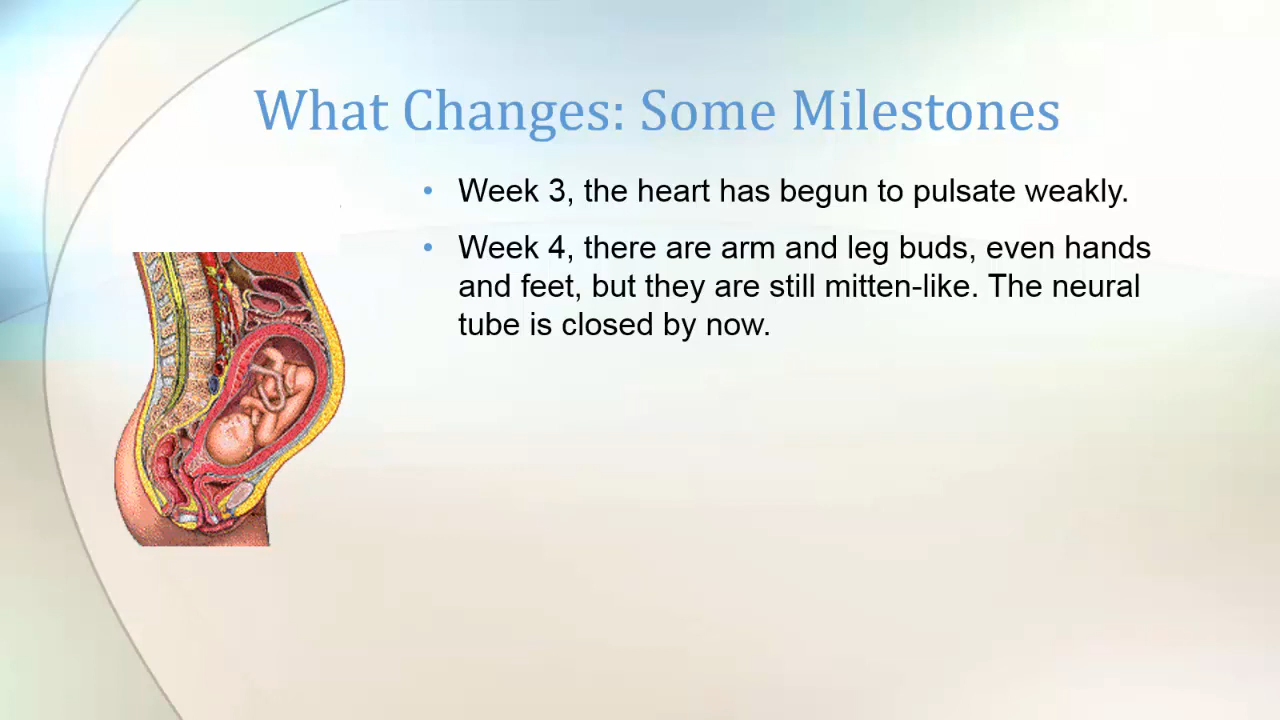 What Changes: Some Milestones
• Week 3, the heart has begun to pulsate weakly.
• Week 4, there are arm and leg buds, even hands
and feet, but they are still mitten-like. The neural
tube is closed by now.